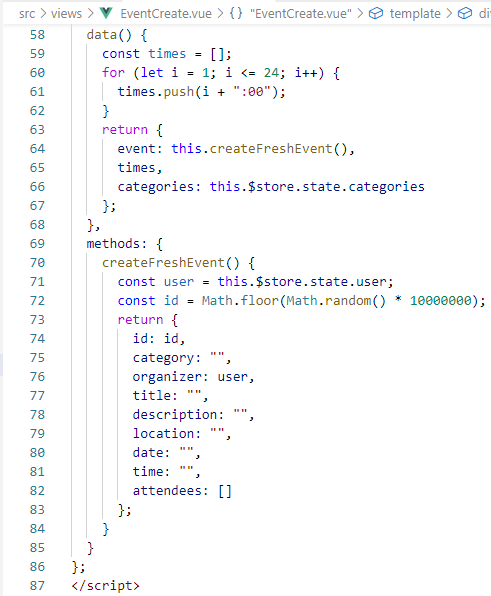 src > views > EventCreate.vue > {} "EventCreate.vue" > template > di
58 data() {
59 const times = [];
60 for (let i = 1; i <= 24; i++) {
61 times.push(i + ":00");
62 }
63 return {
64 event: this.createFreshEvent(),
65 times,
66 categories: this.$store.state.categories
67 };
68 },
69 methods: {
70 createFreshEvent() {
71 const user = this.$store.state.user;
72 const id = Math.floor(Math.random() * 10000000);
73 return {
74 id: id,
75 category: "",
76 organizer: user,
77 title: "",
78 description: "",
79 location: "",
80 date: "",
81 time: "",
82 attendees: []
83 };
84 }
85 }
86 };
87 </script>